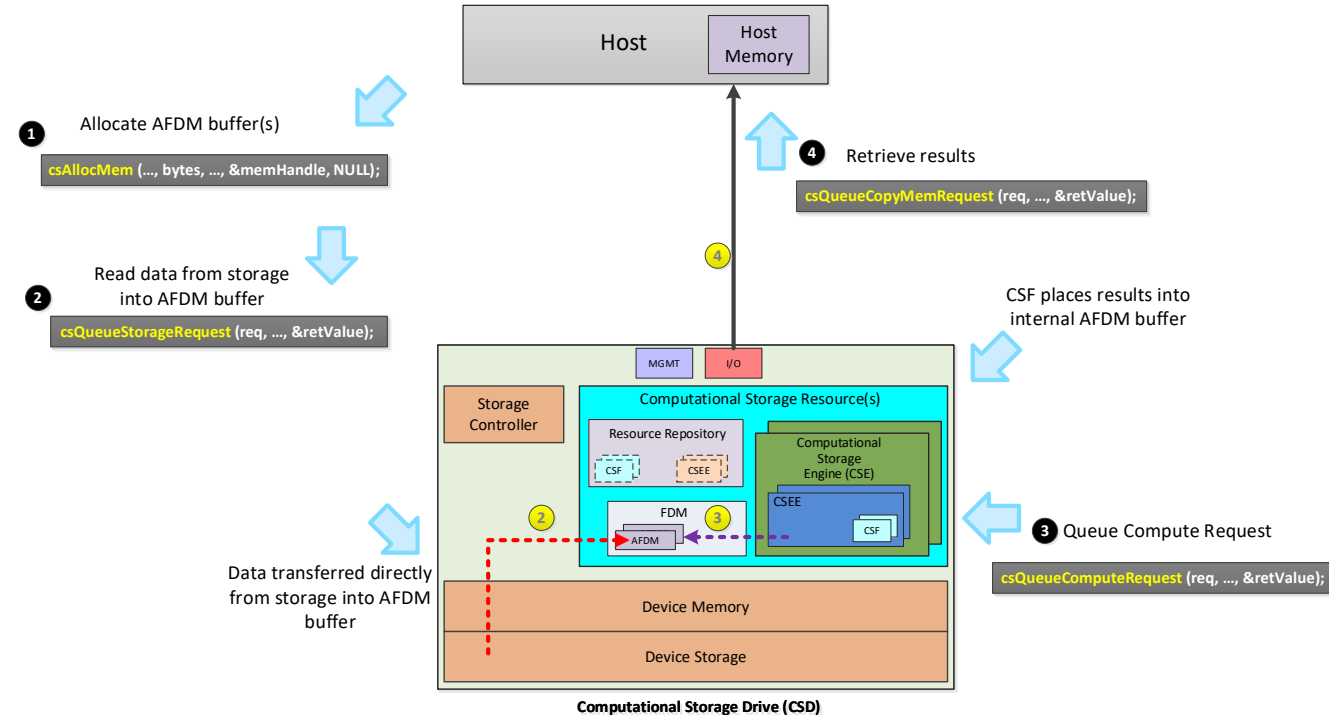 Host
Host
Memory
1
Allocate AFDM buffer(s)
csAllocMem (…, bytes, …, &memHandle, NULL);
4
Retrieve results
csQueueCopyMemRequest (req, …, &retValue);
4
Read data from storage
into AFDM buffer
2
csQueueStorageRequest (req, …, &retValue);
CSF places results into
internal AFDM buffer
MGMT
I/O
Storage
Controller
Computational Storage Resource(s)
Resource Repository
CSF
CSEE
Computational
Storage
Engine (CSE)
CSEE
CSF
FDM
AFDM
2
3
3
Queue Compute Request
csQueueComputeRequest (req, …, &retValue);
Data transferred directly
from storage into AFDM
buffer
Device Memory
Device Storage
Computational Storage Drive (CSD)